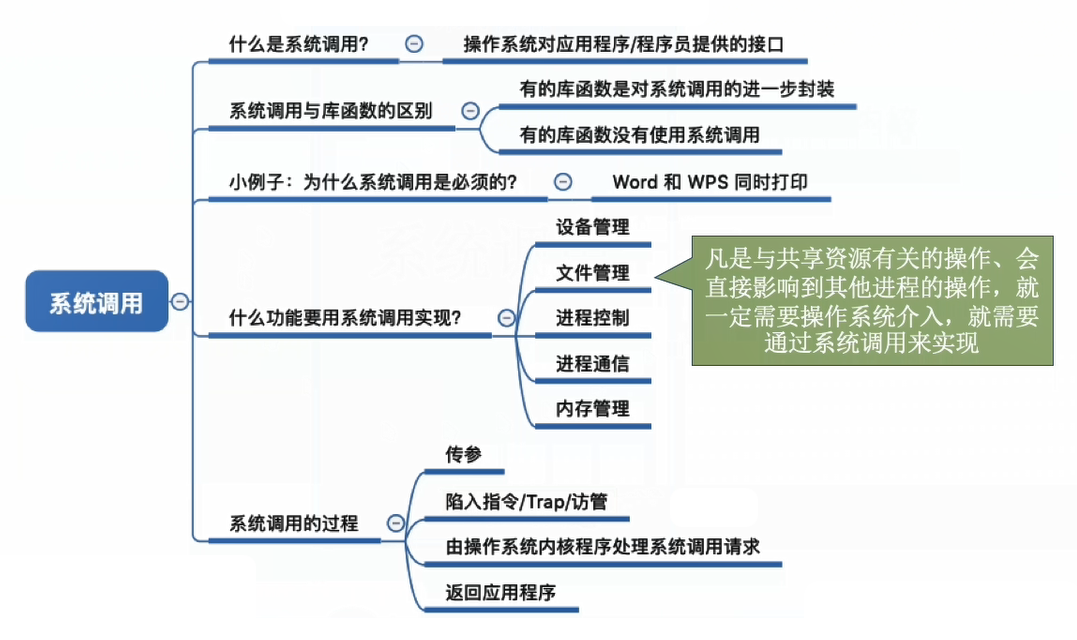 什么是系统调用?
操作系统对应用程序/程序员提供的接口
系统调用与库函数的区别
有的库函数是对系统调用的进一步封装
有的库函数没有使用系统调用
小例子：为什么系统调用是必须的?
Word 和 WPS 同时打印
系统调用
什么功能要用系统调用实现?
设备管理
文件管理
进程控制
进程通信
内存管理
凡是与共享资源有关的操作、会
直接影响到其他进程的操作，就
一定需要操作系统介入，就需要
通过系统调用来实现
系统调用的过程
传参
陷入指令/Trap/访管
由操作系统内核程序处理系统调用请求
返回应用程序